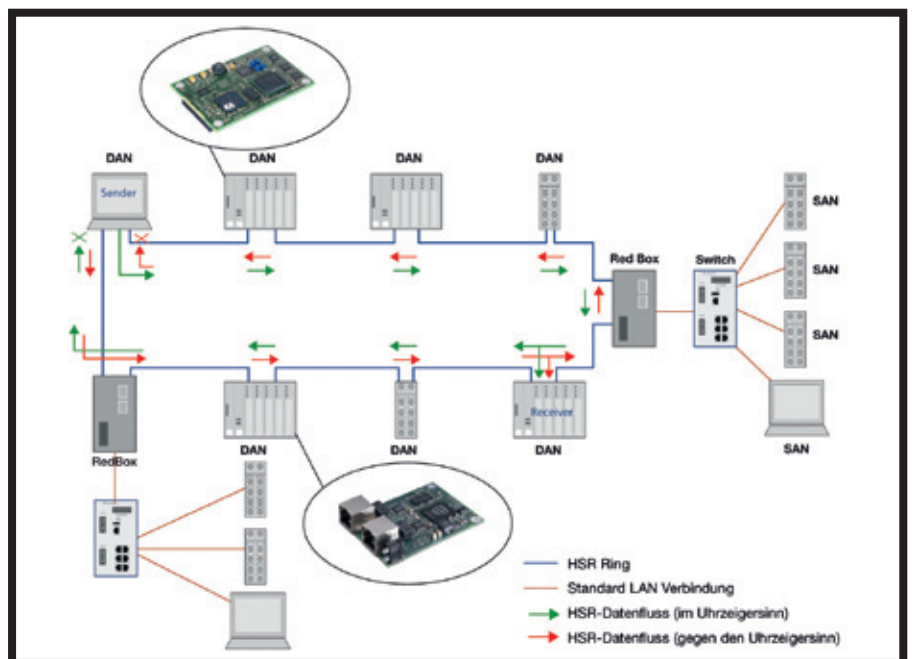 DAN
DAN
DAN
DAN
Sender
SAN
Red Box
Switch
SAN
SAN
Receiver
RedBox
DAN
DAN
DAN
SAN
HSR Ring
Standard LAN Verbindung
HSR-Datenfluss (im Uhrzeigersinn)
HSR-Datenfluss (gegen den Uhrzeigersinn)